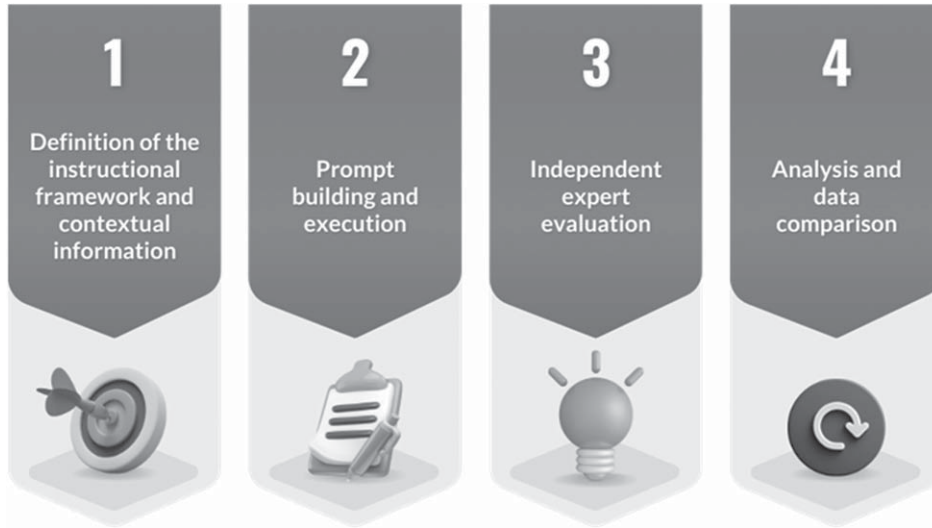 1
Definition of the
instructional
framework and
contextual
information
2
Prompt
building and
execution
3
Independent
expert
evaluation
4
Analysis and
data
comparison